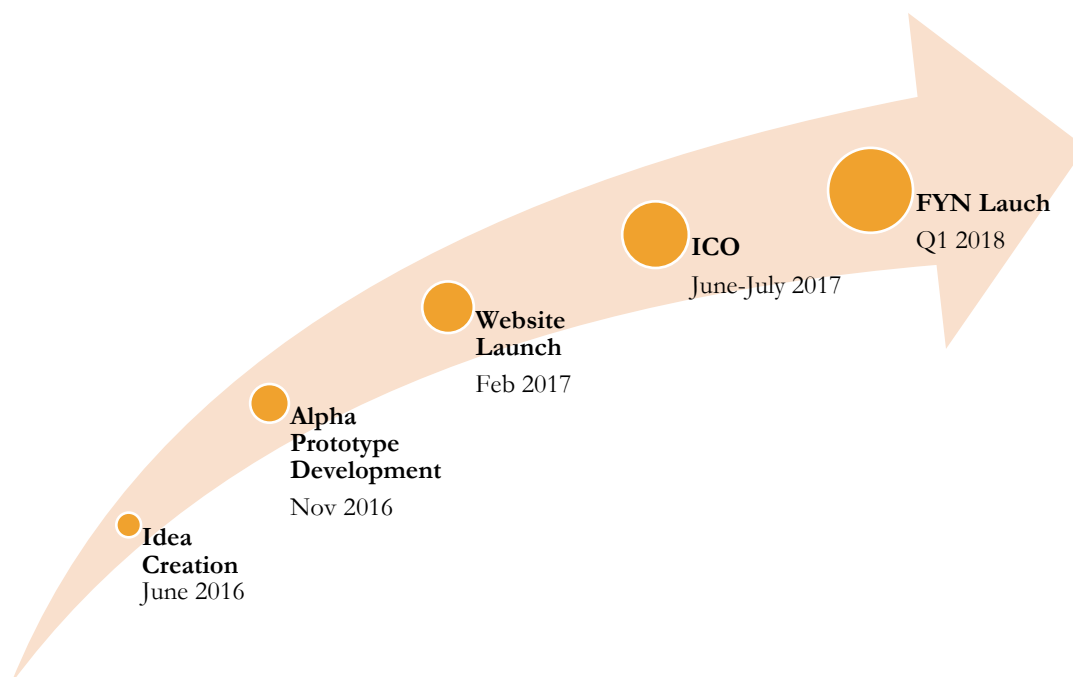 Idea
Creation
June 2016
Alpha
Prototype
Development
Nov 2016
Website
Launch
Feb 2017
ICO
June-July 2017
FYN Lauch
Q1 2018